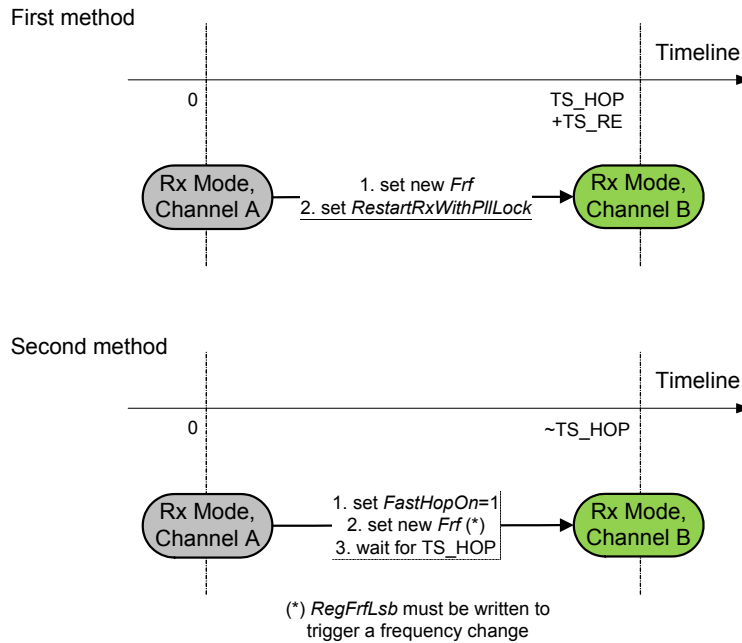 First method
Timeline
0
TS_HOP
+TS_RE
Rx Mode,
Channel A
1. set new Frf
2. set RestartRxWithPllLock
Rx Mode,
Channel B
Second method
Timeline
0
~TS_HOP
Rx Mode,
Channel A
1. set FastHopOn=1
2. set new Frf (*)
3. wait for TS_HOP
Rx Mode,
Channel B
(*) RegFrfLsb must be written to
trigger a frequency change